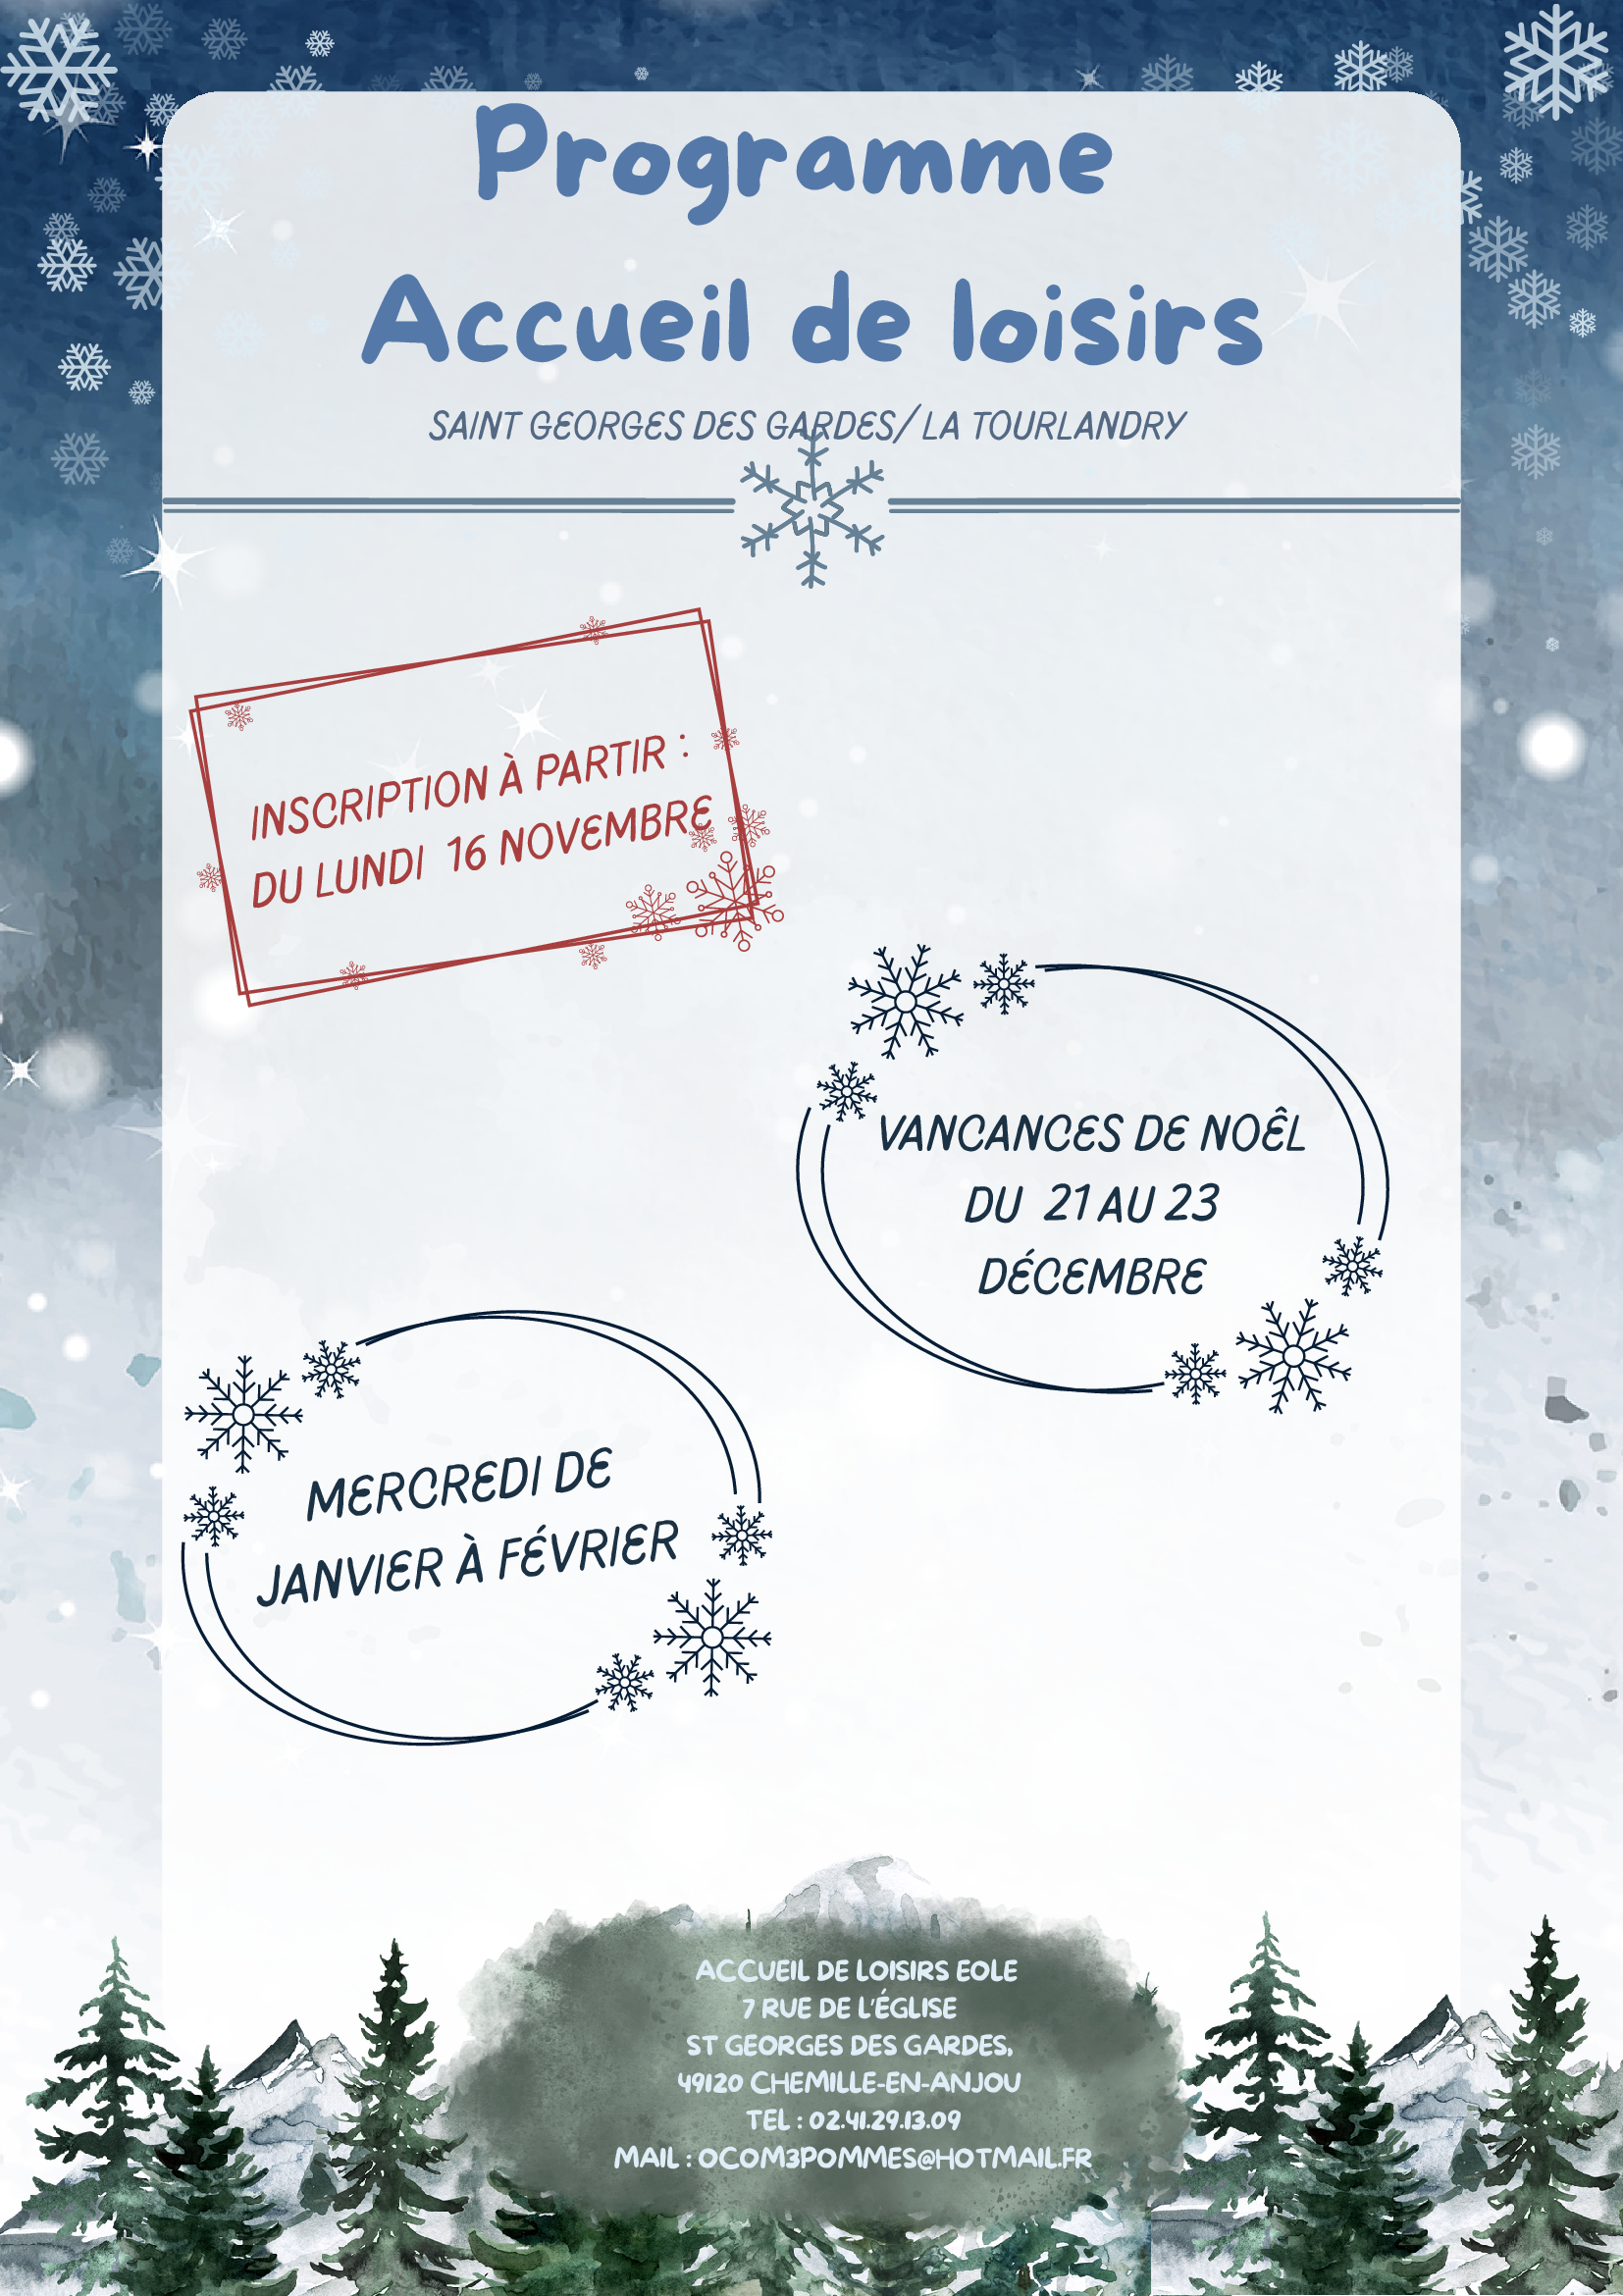 Programme
Accueil de loisirs
SAINT GEORGES DES GARDES/ LA TOURLANDRY
INSCRIPTION À PARTIR :
DU LUNDI 16 NOVEMBRE
VANCANCES DE NOÊL
DU 21 AU 23
DÉCEMBRE
MERCREDI DE
JANVIER À FÉVRIER
ACCUEIL DE LOISIRS EOLE
7 RUE DE L'ÉGLISE
ST GEORGES DES GARDES,
49120 CHEMILLE-EN-ANJOU
TEL : 02.41.29.13.09
MAIL : OCOM3POMMES@HOTMAIL.FR